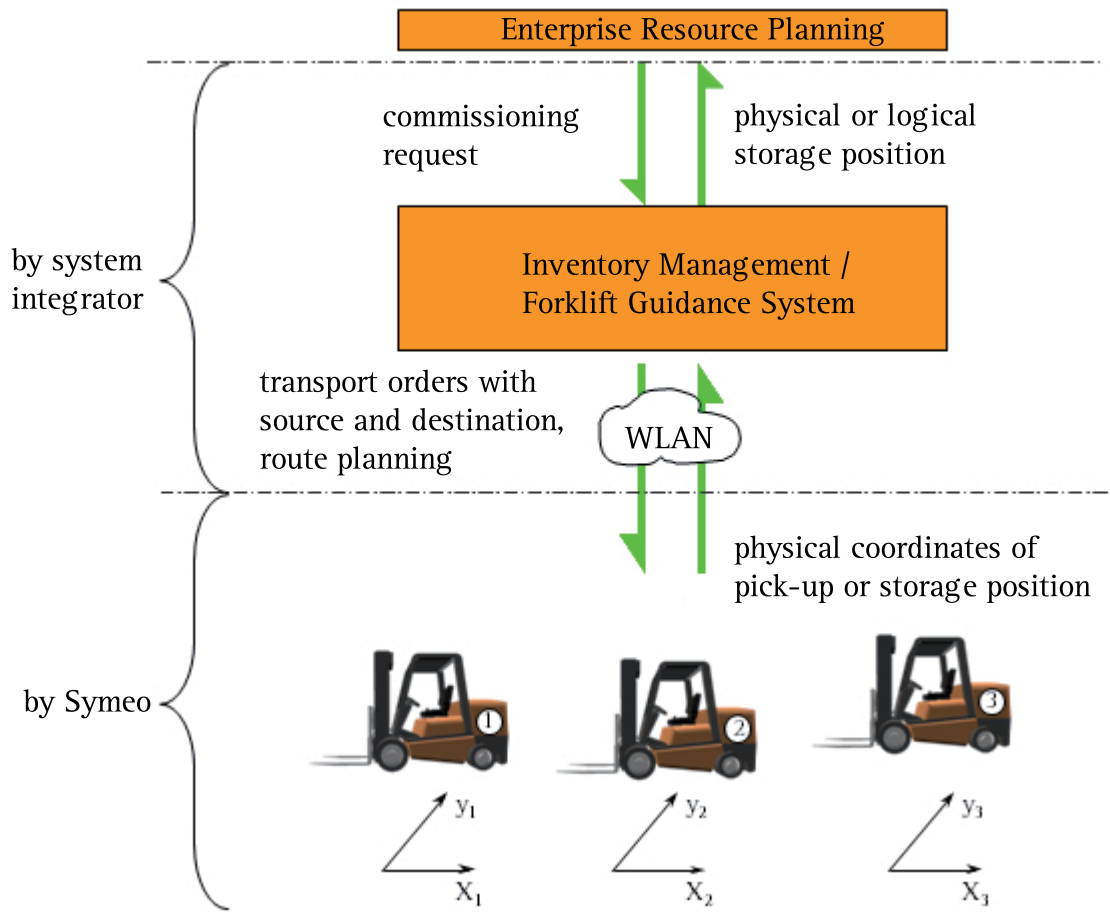 Enterprise Resource Planning
commissioning
request
physical or logical
storage position
by system
integrator
Inventory Management /
Forklift Guidance System
transport orders with
source and destination,
route planning
WLAN
physical coordinates of
pick-up or storage position
by Symeo
1
2
3
y₁
y₂
y₃
X₁
X₂
X₃